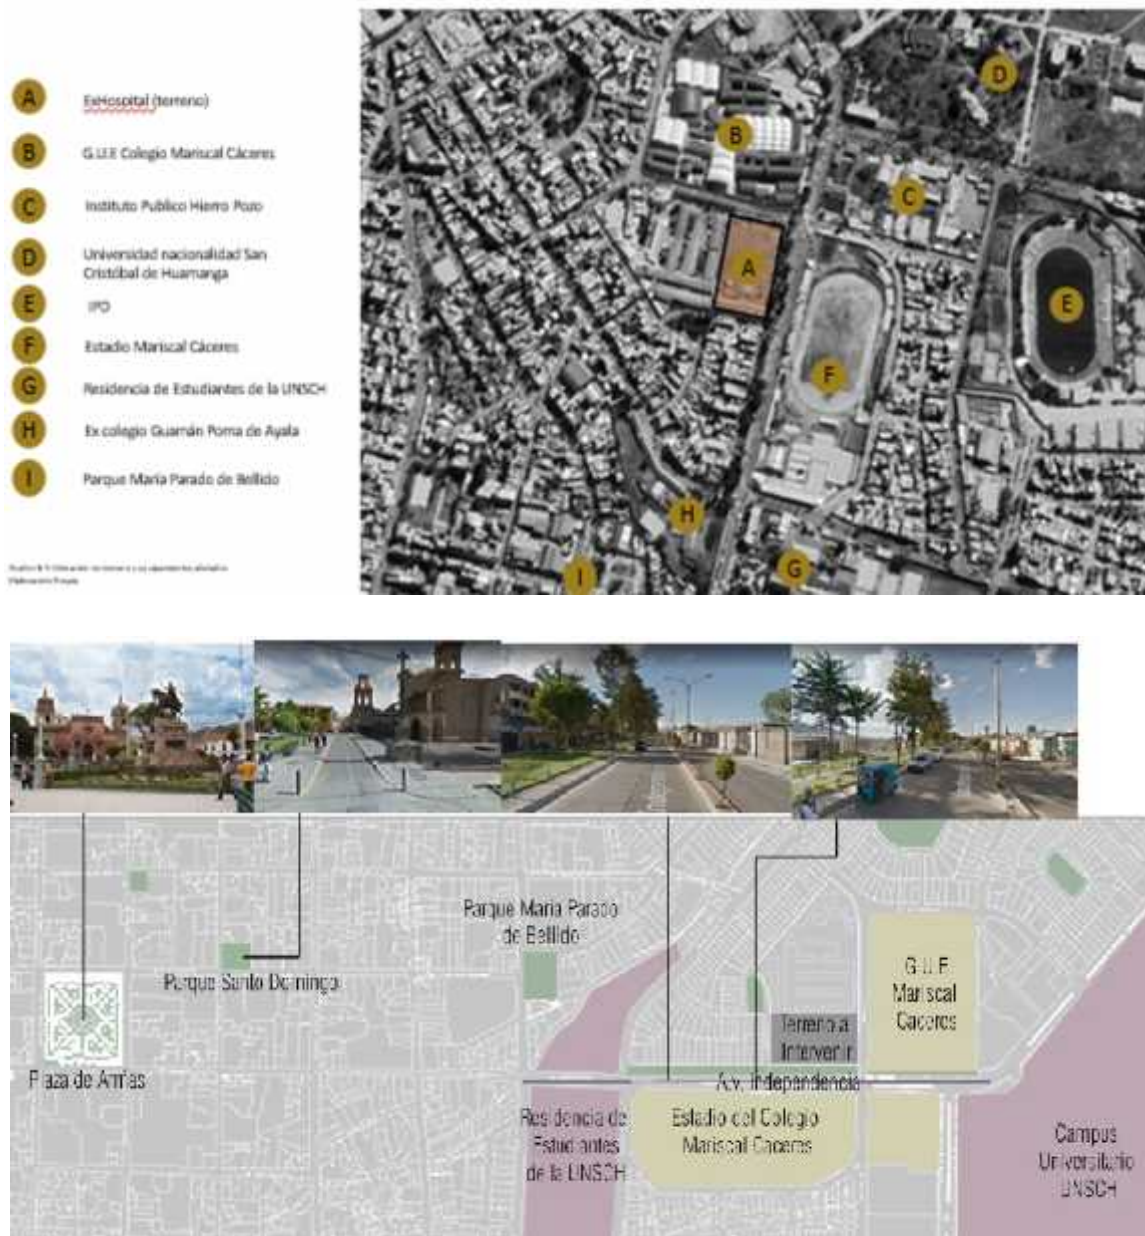 A
ExHospital (terreno)
B
G.U.E Colegio Mariscal Cáceres
C
Instituto Publico Hierro Pozo
D
Universidad nacionalidad San
Cristóbal de Huamanga
E
IPD
F
Estadio Mariscal Cáceres
G
Residencia de Estudiantes de la UNSCH
H
Ex colegio Guamán Poma de Ayala
I
Parque María Parado de Bellido
D
B
C
A
E
F
H
G
I
Parque Maria Parado
de Bellido
Parque Santo Domingo
Plaza de Armas
G.U.E
Mariscal
Caceres
Terreno a
Intervenir
A.v. Independencia
Residencia de
Estudiantes
de la UNSCH
Estadio del Colegio
Mariscal Caceres
Campus
Universitario
UNSCH